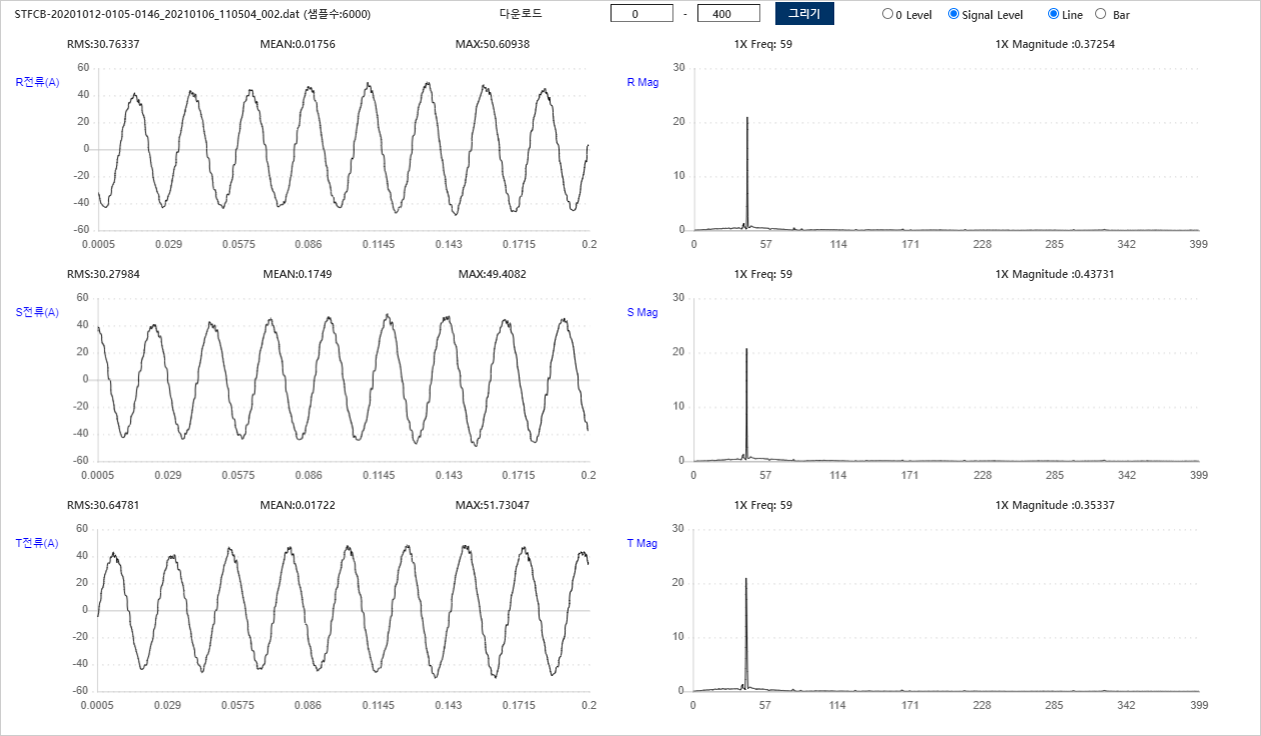 STFCB-20201012-0105-0146_20210106_110504_002.dat (샘플수:6000) 다운로드 0 - 400 그리기 0 Level Signal Level Line Bar
RMS:30.76337 MEAN:0.01756 MAX:50.60938 1X Freq: 59 1X Magnitude :0.37254
R전류(A)
60
40
20
0
-20
-40
-60
0.0005 0.029 0.0575 0.086 0.1145 0.143 0.1715 0.2
R Mag
30
20
10
0
0 57 114 171 228 285 342 399
RMS:30.27984 MEAN:0.1749 MAX:49.4082 1X Freq: 59 1X Magnitude :0.43731
S전류(A)
60
40
20
0
-20
-40
-60
0.0005 0.029 0.0575 0.086 0.1145 0.143 0.1715 0.2
S Mag
30
20
10
0
0 57 114 171 228 285 342 399
RMS:30.64781 MEAN:0.01722 MAX:51.73047 1X Freq: 59 1X Magnitude :0.35337
T전류(A)
60
40
20
0
-20
-40
-60
0.0005 0.029 0.0575 0.086 0.1145 0.143 0.1715 0.2
T Mag
30
20
10
0
0 57 114 171 228 285 342 399